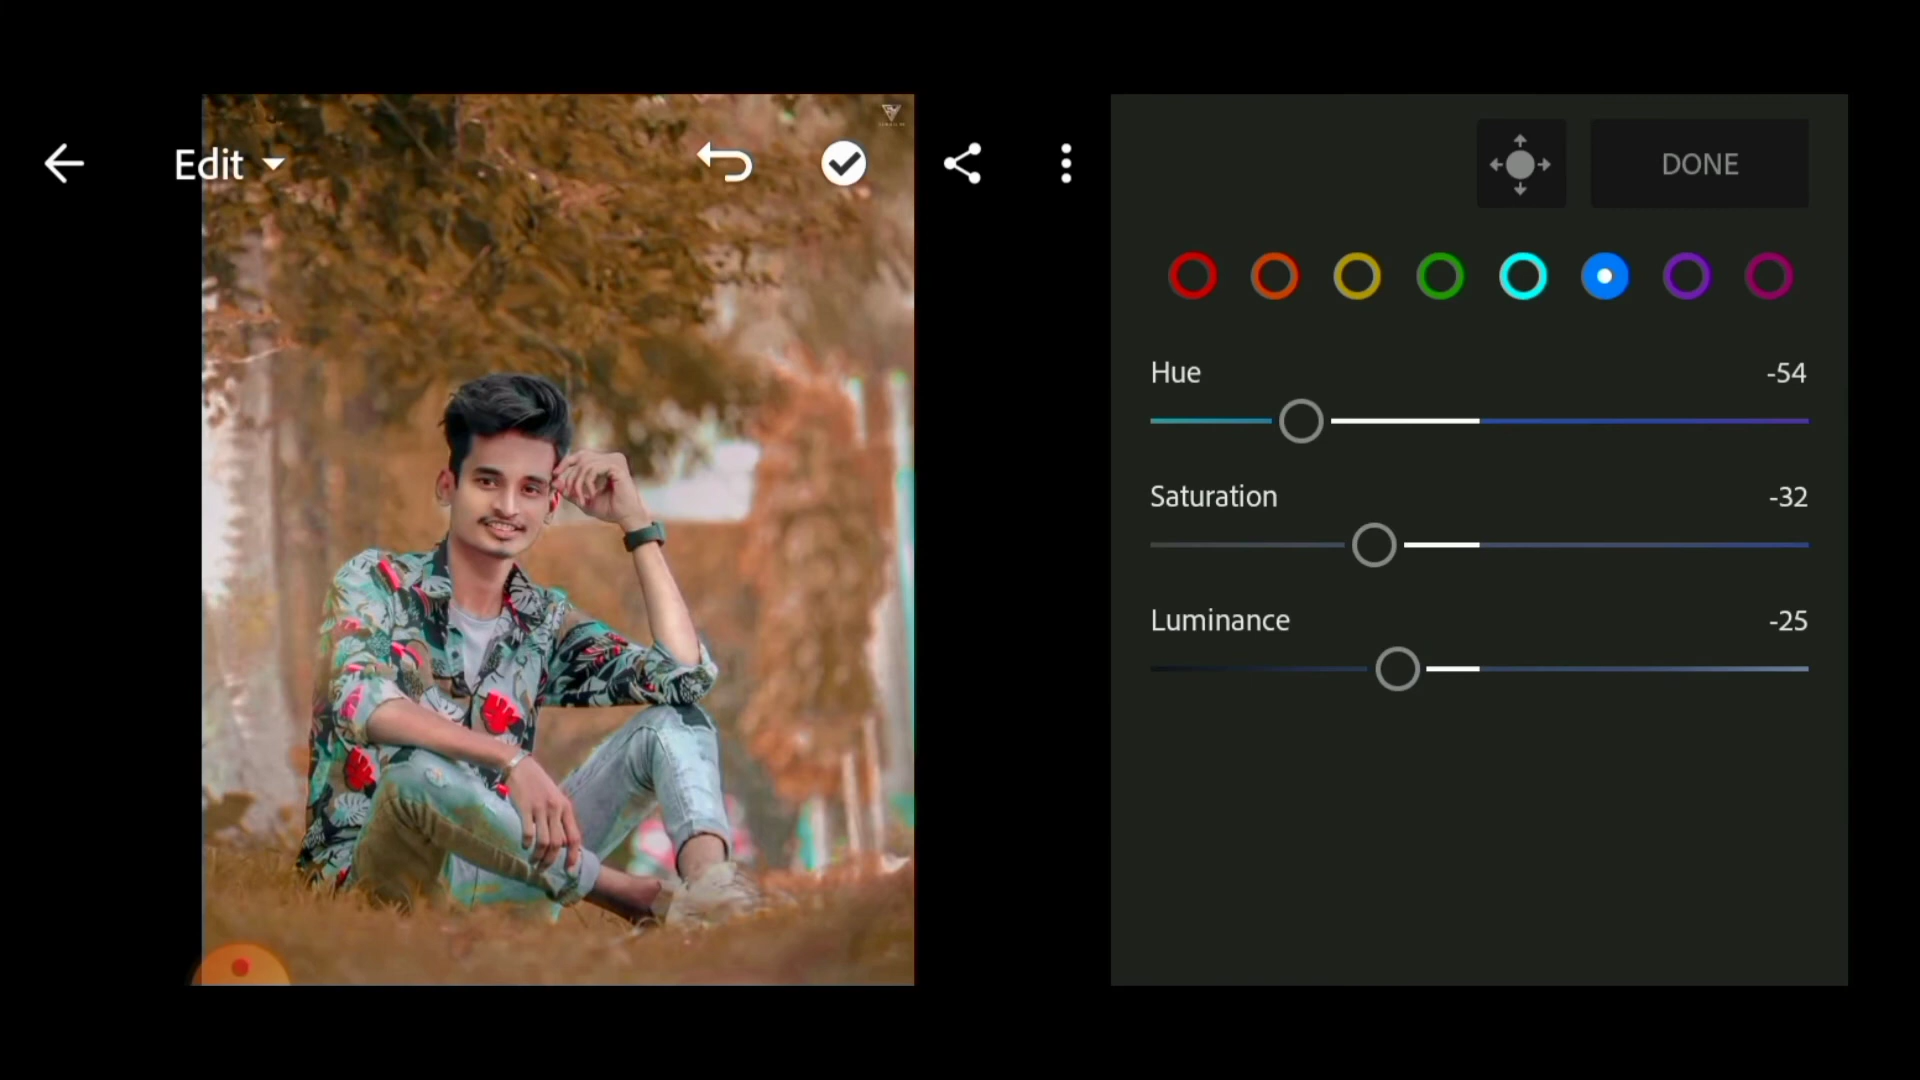 Edit
DONE
Hue -54
Saturation -32
Luminance -25